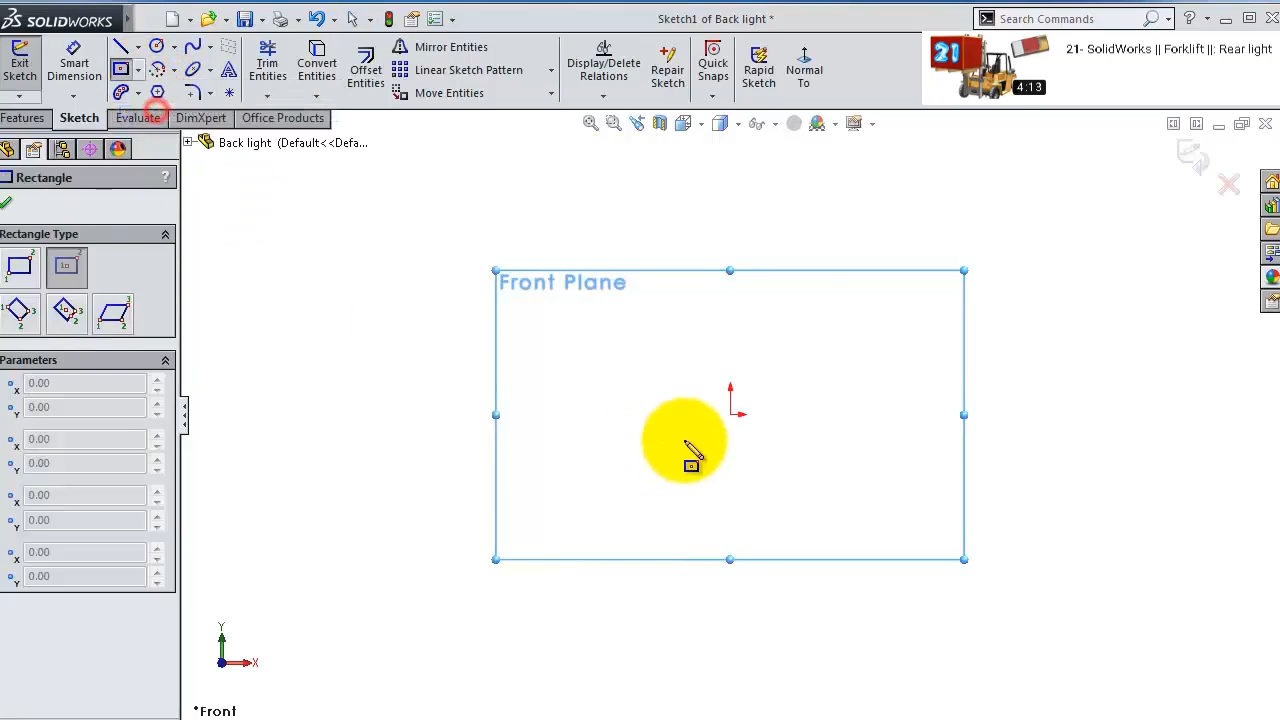 SOLIDWORKS
Sketch1 of Back light *
Search Commands
?
Exit Sketch
Smart Dimension
Trim Entities
Convert Entities
Offset Entities
Mirror Entities
Linear Sketch Pattern
Move Entities
Display/Delete Relations
Repair Sketch
Quick Snaps
Rapid Sketch
Normal To
21
21- SolidWorks || Forklift ||: Rear light
4:13
Features
Sketch
Evaluate
DimXpert
Office Products
Back light (Default<<Defa...
Rectangle
?
Rectangle Type
Parameters
X 0.00
Y 0.00
X 0.00
Y 0.00
X 0.00
Y 0.00
X 0.00
Y 0.00
Front Plane
Y
X
*Front